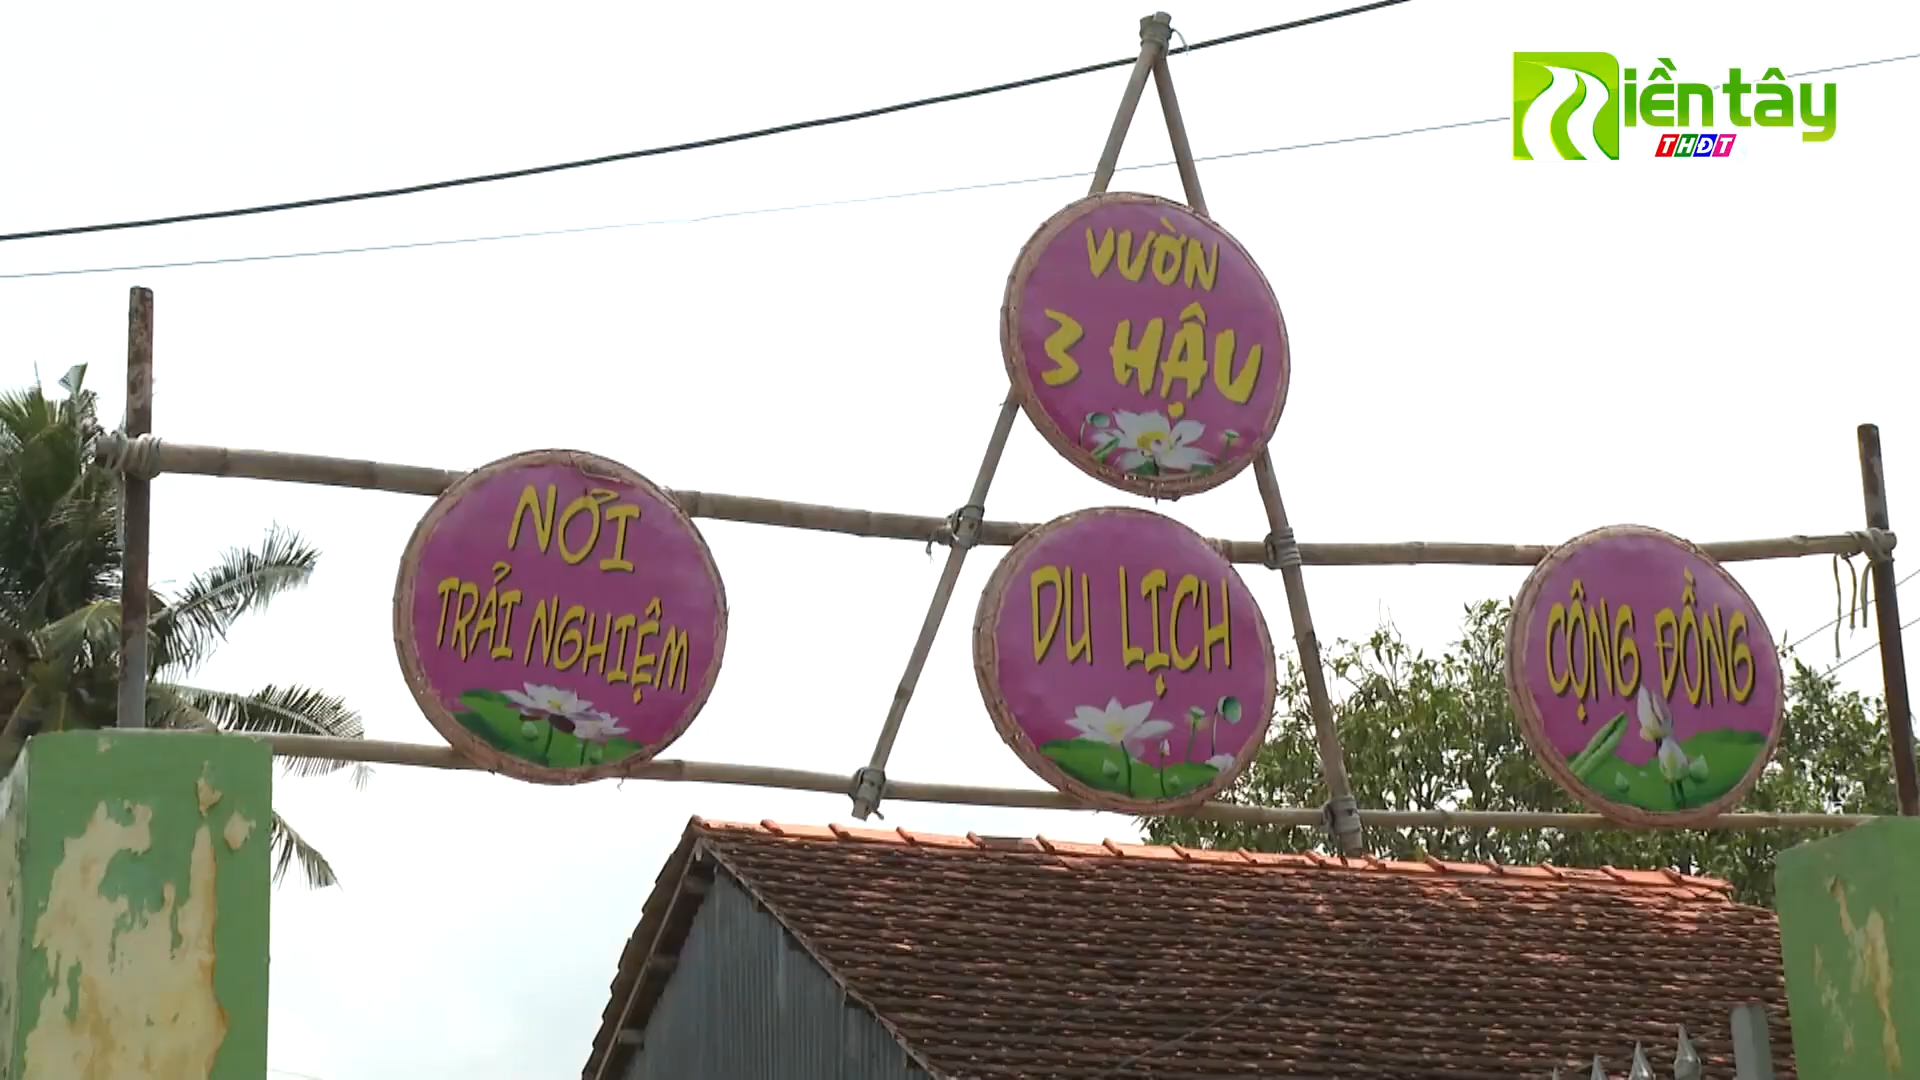 Miền tây
THĐT
VƯỜN
3 HẬU
NƠI
TRẢI NGHIỆM
DU LỊCH
CỘNG ĐỒNG